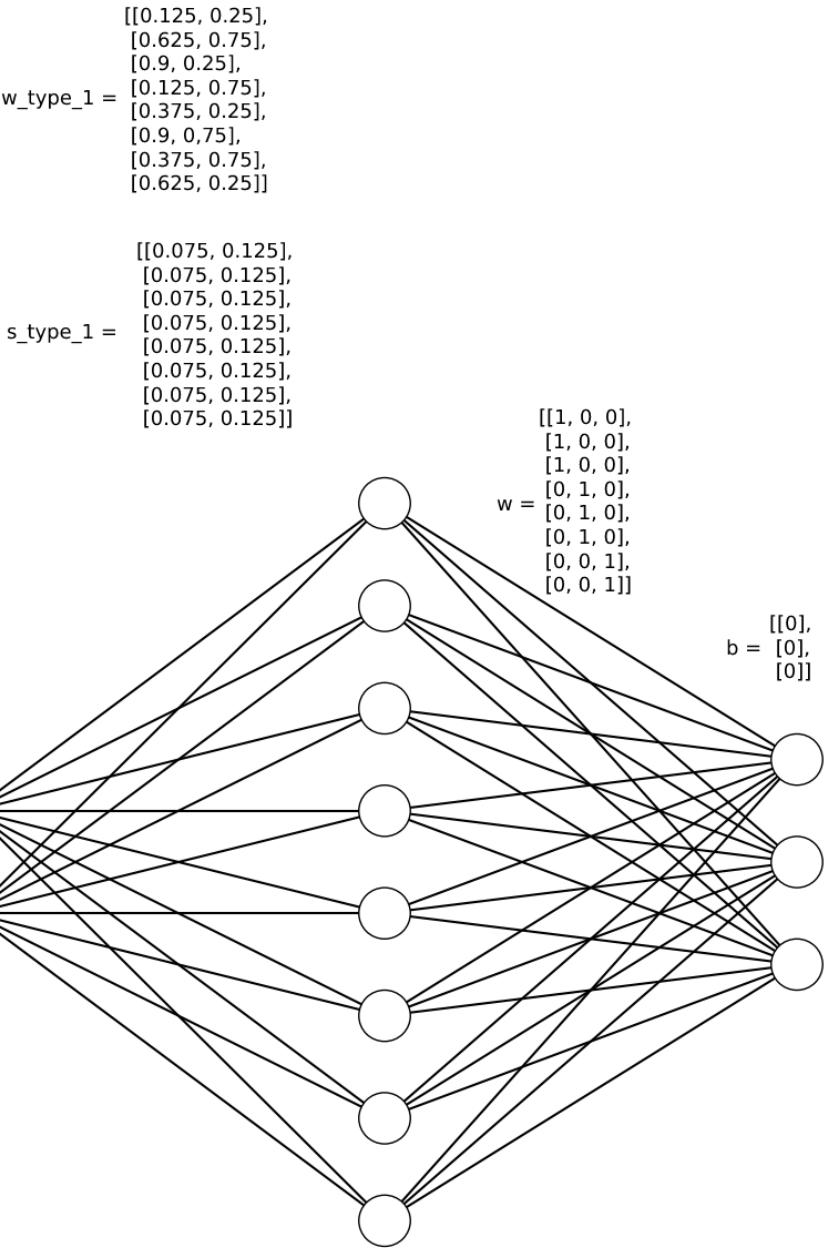 [[0.125, 0.25],
[0.625, 0.75],
[0.9, 0.25],
w_type_1 = [0.125, 0.75],
[0.375, 0.25],
[0.9, 0,75],
[0.375, 0.75],
[0.625, 0.25]]
[[0.075, 0.125],
[0.075, 0.125],
[0.075, 0.125],
s_type_1 = [0.075, 0.125],
[0.075, 0.125],
[0.075, 0.125],
[0.075, 0.125],
[0.075, 0.125]]
[[1, 0, 0],
[1, 0, 0],
[1, 0, 0],
w = [0, 1, 0],
[0, 1, 0],
[0, 1, 0],
[0, 0, 1],
[0, 0, 1]]
[[0],
b = [0],
[0]]